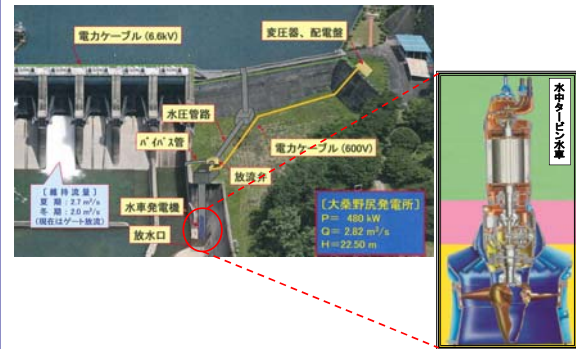 電力ケーブル(6.6kV)
変圧器、配電盤
水圧管路
バイパス管
電力ケーブル(600V)
放流弁
水車発電機
放水口
[維持流量]
夏 期:2.7 m³/s
冬 期:2.0 m³/s
(現在はゲート放流)
[大桑野尻発電所]
P= 480 kW
Q= 2.82 m³/s
H=22.50 m
水中タービン水車